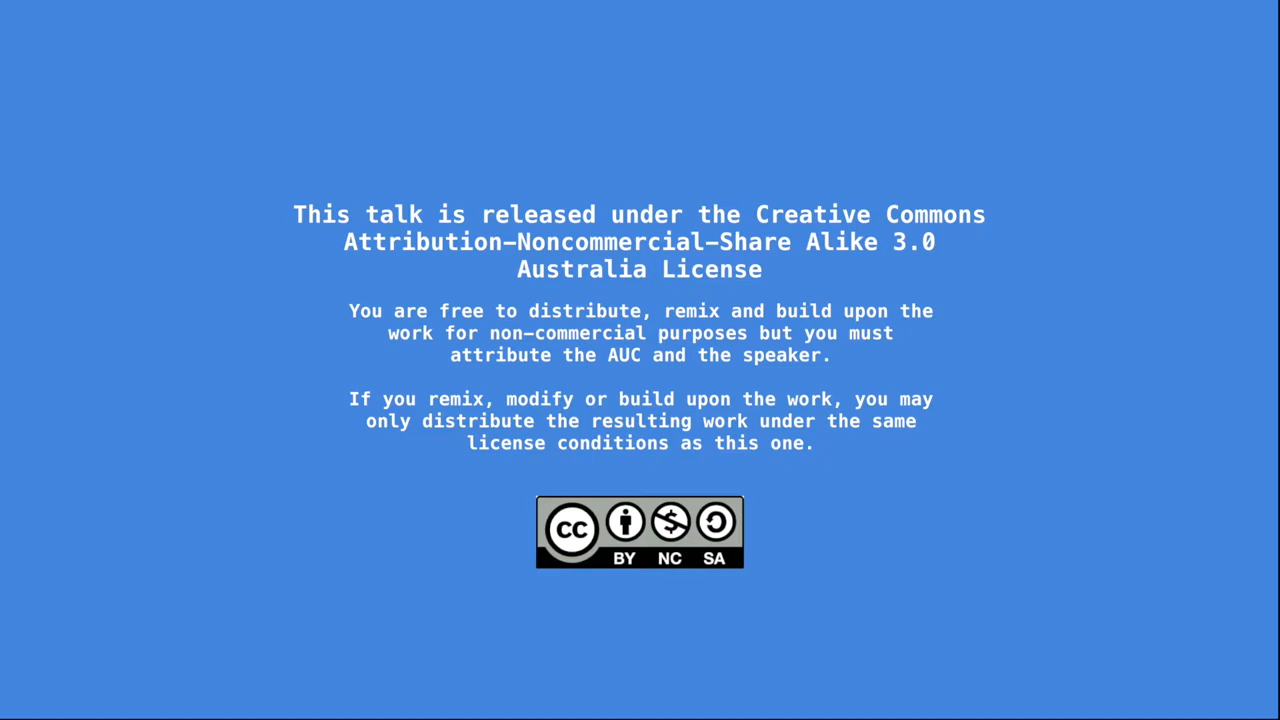 This talk is released under the Creative Commons
Attribution-Noncommercial-Share Alike 3.0
Australia License
You are free to distribute, remix and build upon the
work for non-commercial purposes but you must
attribute the AUC and the speaker.
If you remix, modify or build upon the work, you may
only distribute the resulting work under the same
license conditions as this one.
cc
BY NC SA